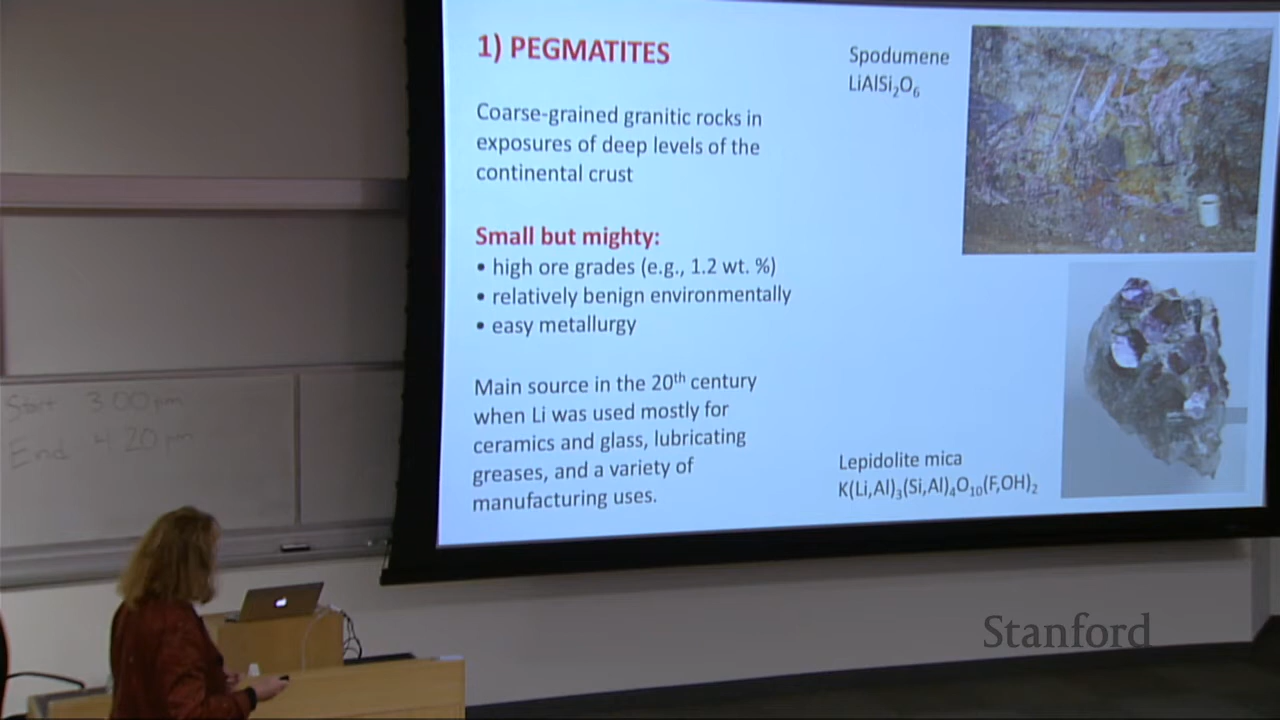 1) PEGMATITES
Coarse-grained granitic rocks in
exposures of deep levels of the
continental crust
Small but mighty:
• high ore grades (e.g., 1.2 wt. %)
• relatively benign environmentally
• easy metallurgy
Main source in the 20th century
when Li was used mostly for
ceramics and glass, lubricating
greases, and a variety of
manufacturing uses.
Spodumene
LiAlSi₂O₆
Lepidolite mica
K(Li,Al)₃(Si,Al)₄O₁₀(F,OH)₂
Start 3:00 pm
End 4:20 pm
Stanford